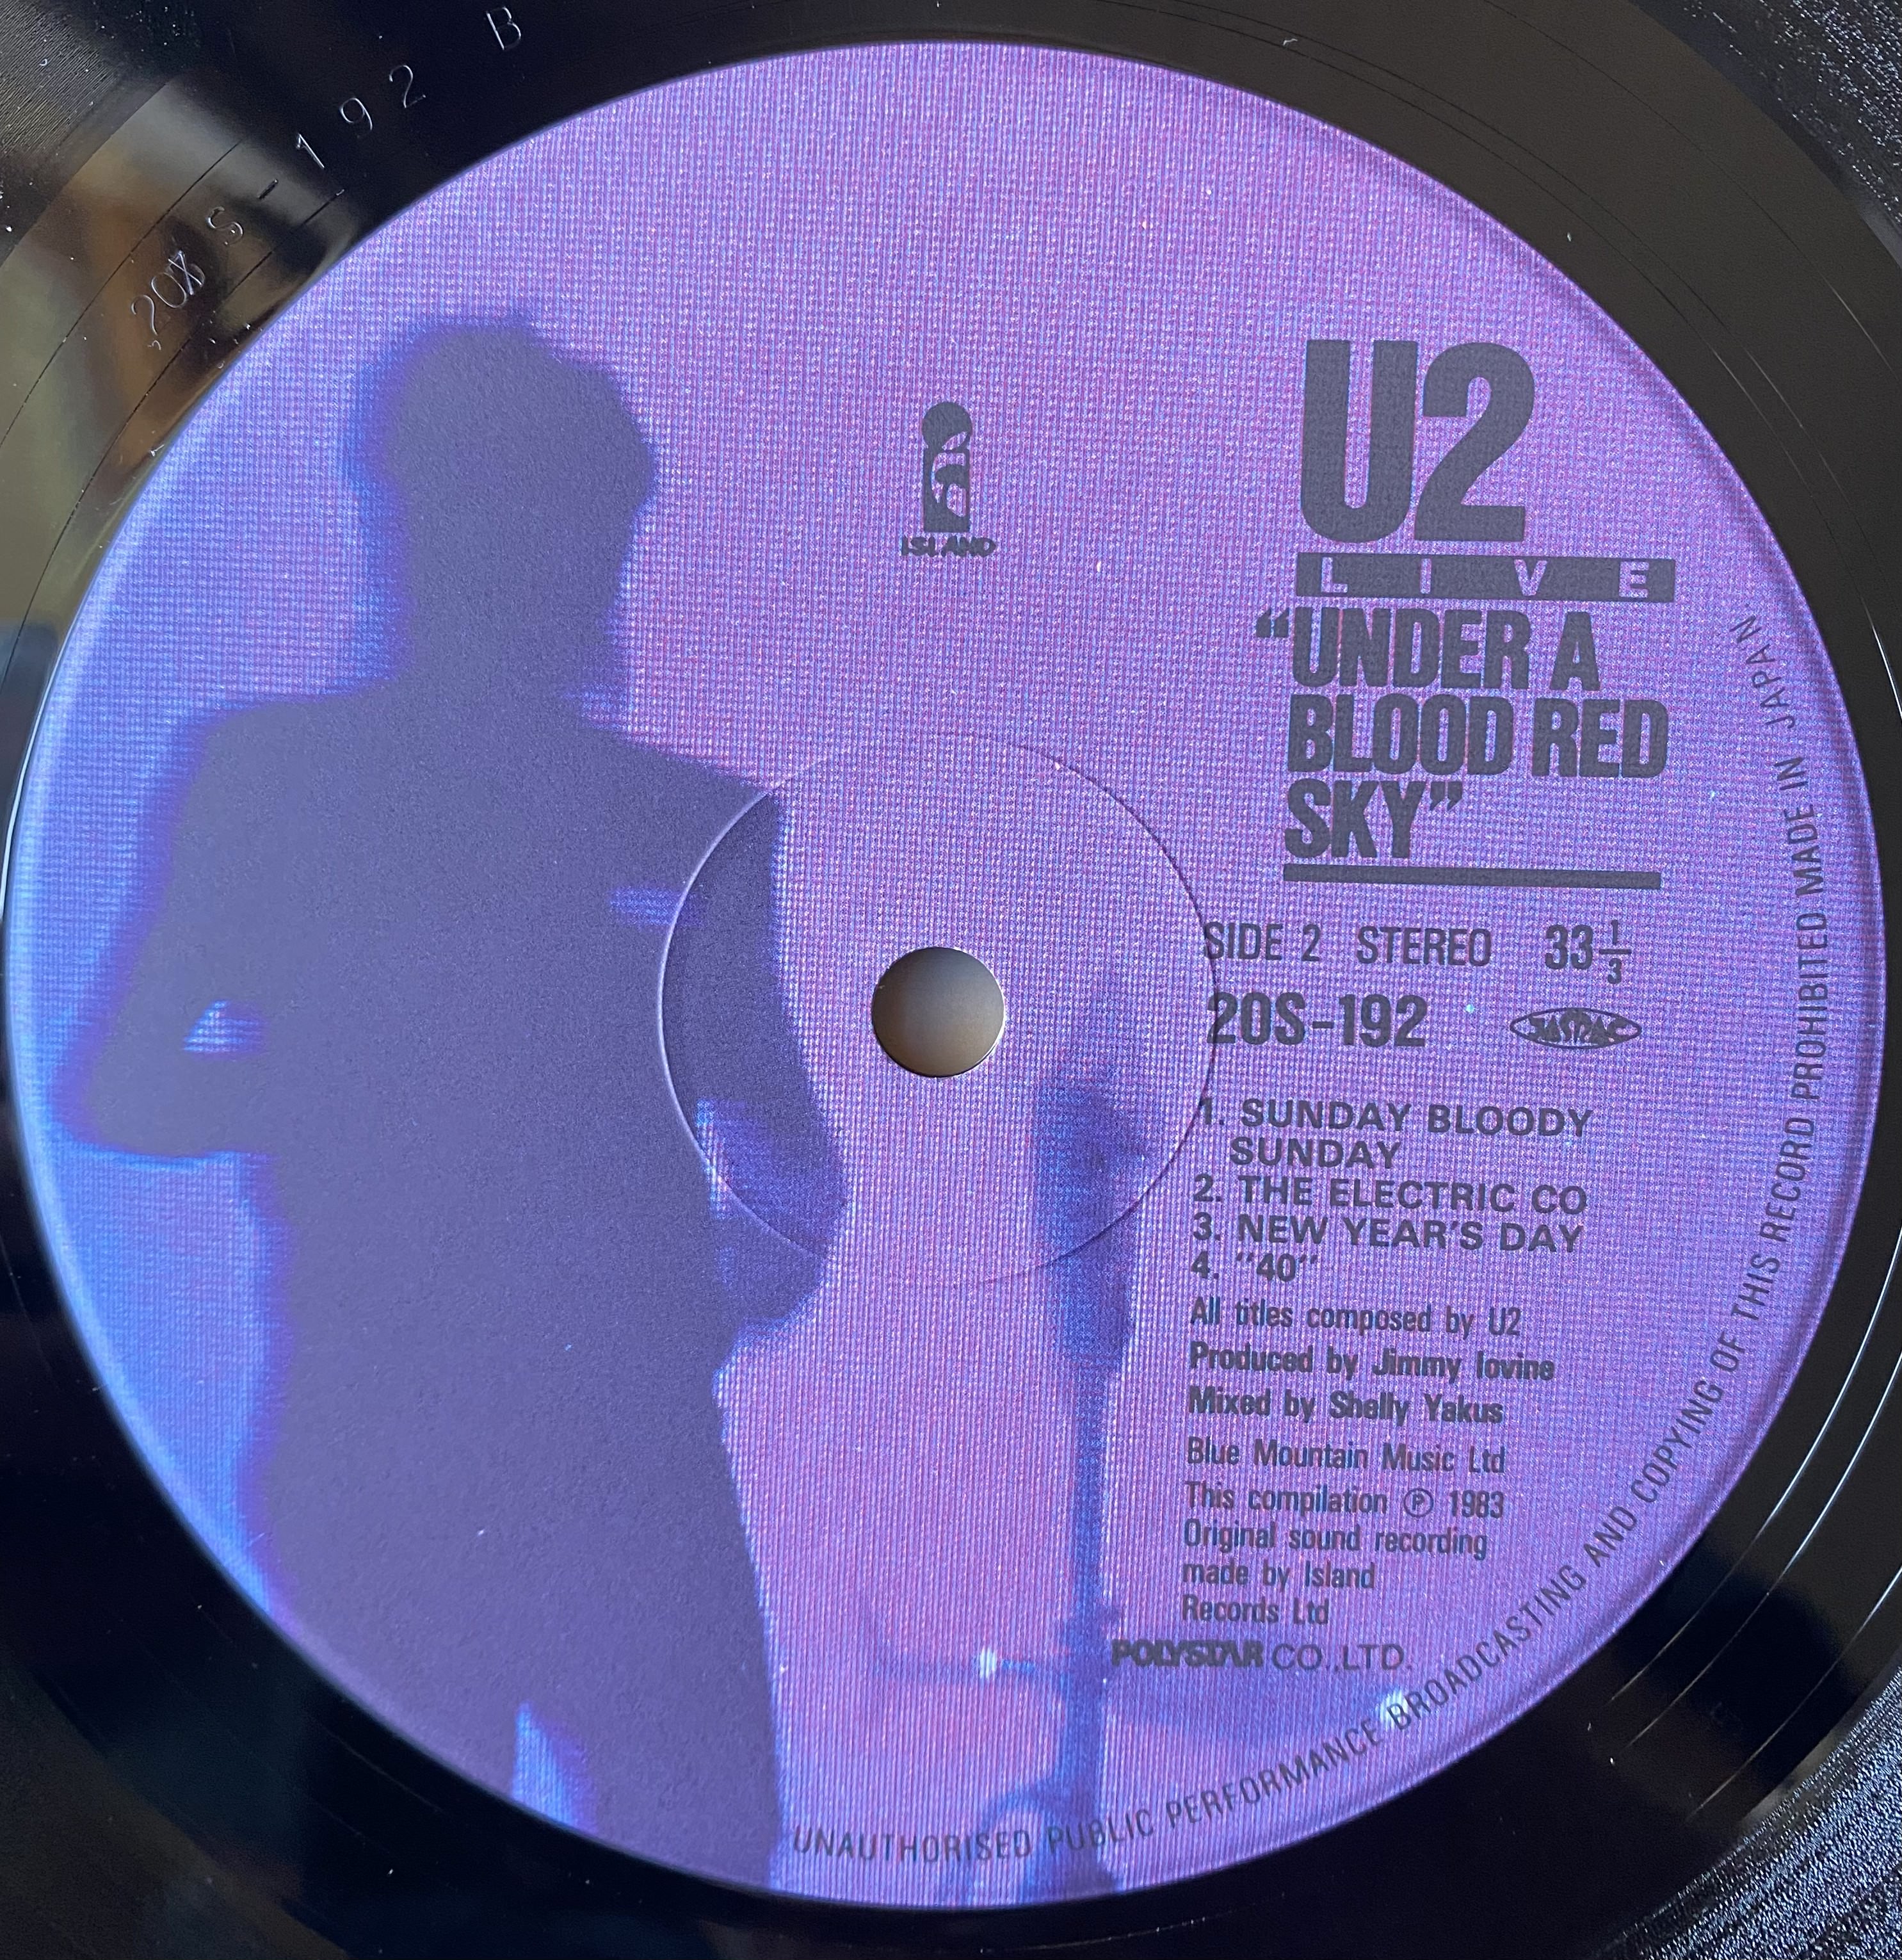 20S-192 B
ISLAND
U2
LIVE
“UNDER A
BLOOD RED
SKY”
SIDE 2 STEREO 33 1/3
20S-192 JASRAC
1. SUNDAY BLOODY
SUNDAY
2. THE ELECTRIC CO
3. NEW YEAR'S DAY
4. "40"
All titles composed by U2
Produced by Jimmy Iovine
Mixed by Shelly Yakus
Blue Mountain Music Ltd
This compilation ℗ 1983
Original sound recording
made by Island
Records Ltd
POLYSTAR CO.,LTD.
UNAUTHORISED PUBLIC PERFORMANCE BROADCASTING AND COPYING OF THIS RECORD PROHIBITED MADE IN JAPAN.